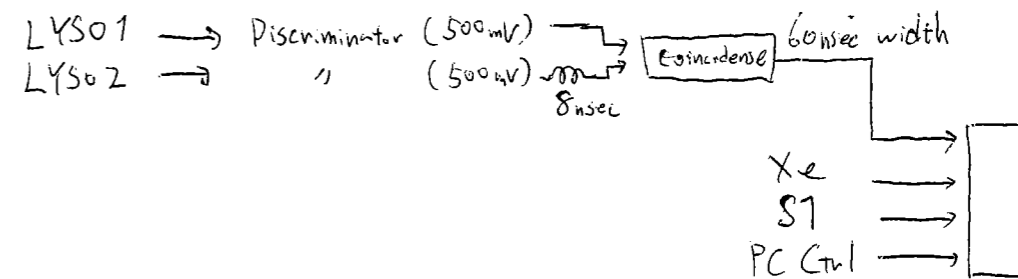 LYSO1 → Discriminator (500mV)
LYSO2 → 〃 (500mV)
8nsec
Coincidense
60nsec width
Xe
S1
PC Ctrl